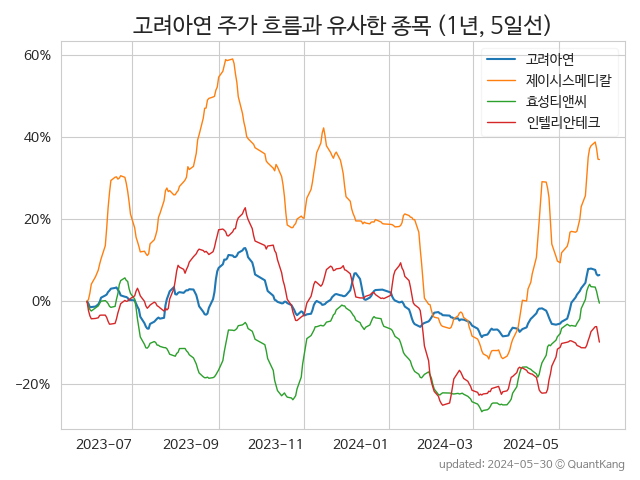 고려아연 주가 흐름과 유사한 종목 (1년, 5일선)
고려아연
제이시스메디칼
효성티앤씨
인텔리안테크
60%
40%
20%
0%
−20%
2023-07
2023-09
2023-11
2024-01
2024-03
2024-05
updated: 2024-05-30 © QuantKang